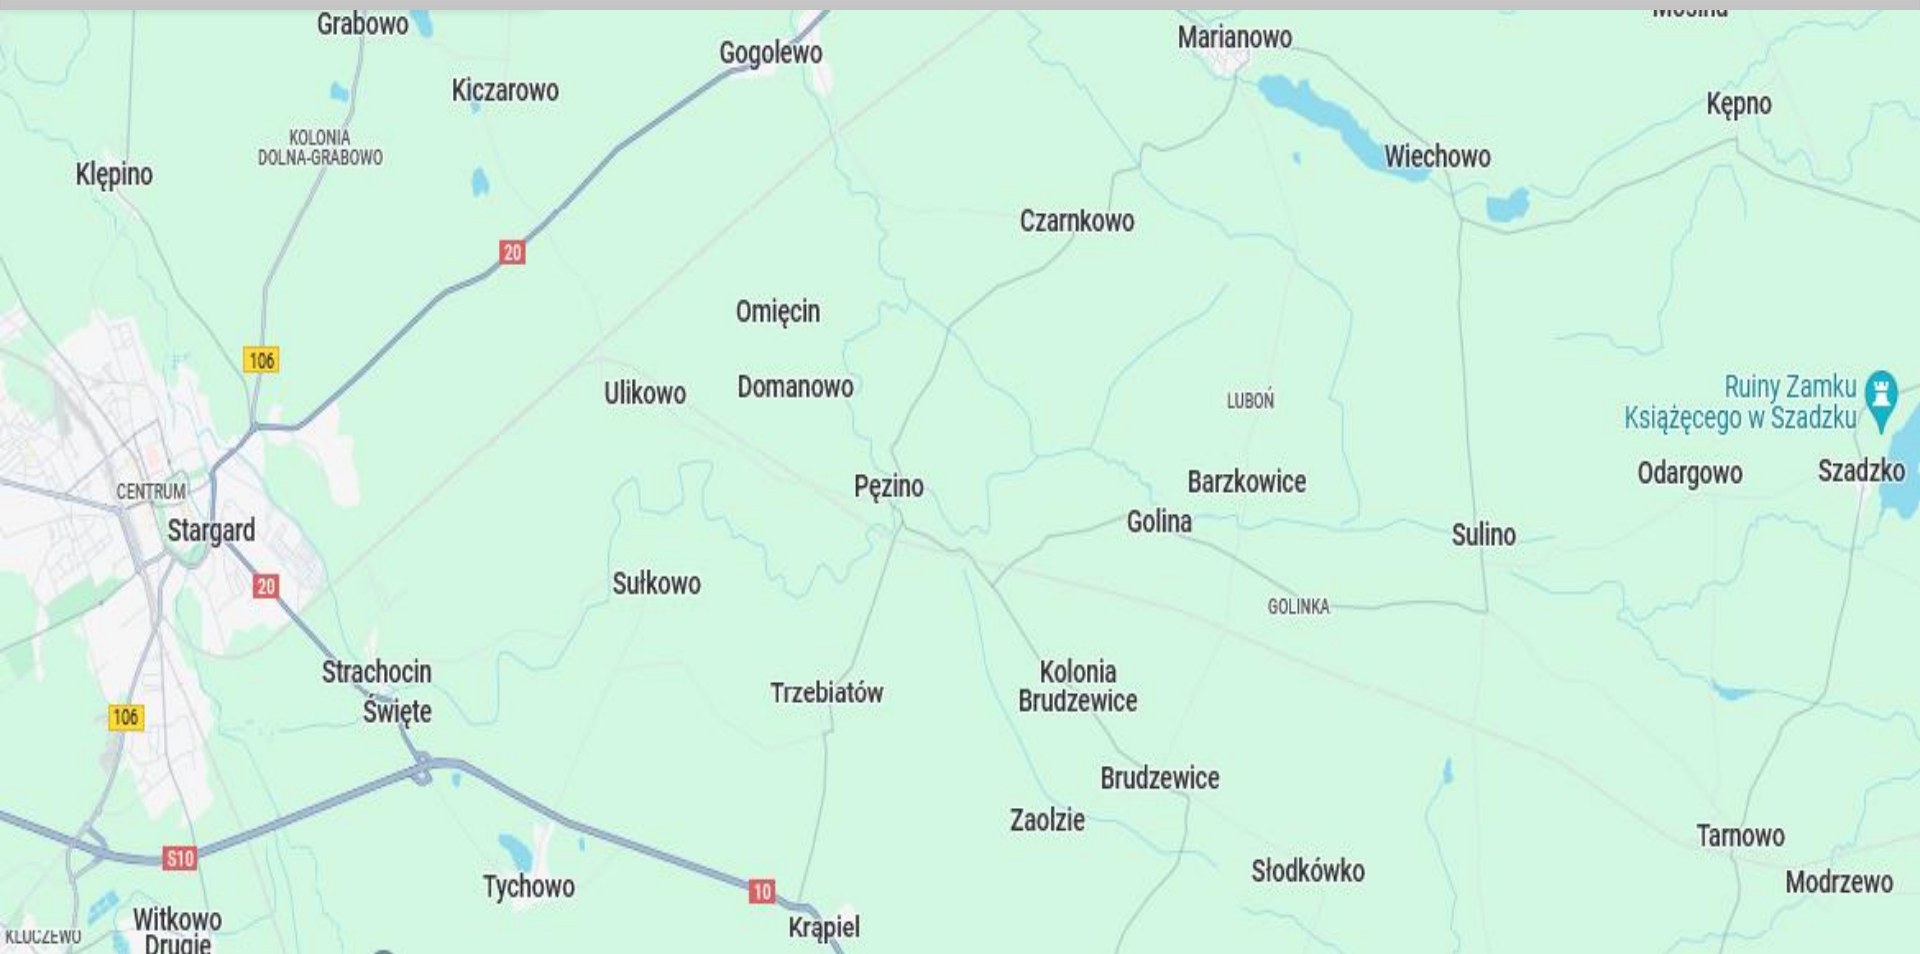 Mosina
Grabowo
Gogolewo
Marianowo
Kiczarowo
Kępno
KOLONIA
DOLNA-GRABOWO
Wiechowo
Klępino
Czarnkowo
20
Omięcin
106
Ulikowo
Domanowo
LUBOŃ
Ruiny Zamku
Książęcego w Szadzku
Odargowo
Szadzko
CENTRUM
Pęzino
Barzkowice
Golina
Stargard
Sulino
20
Sułkowo
GOLINKA
Strachocin
Święte
Trzebiatów
Kolonia
Brudzewice
106
Brudzewice
Zaolzie
Tarnowo
S10
Tychowo
10
Słodkówko
Modrzewo
Krąpiel
KLUCZEWO
Witkowo
Drugie